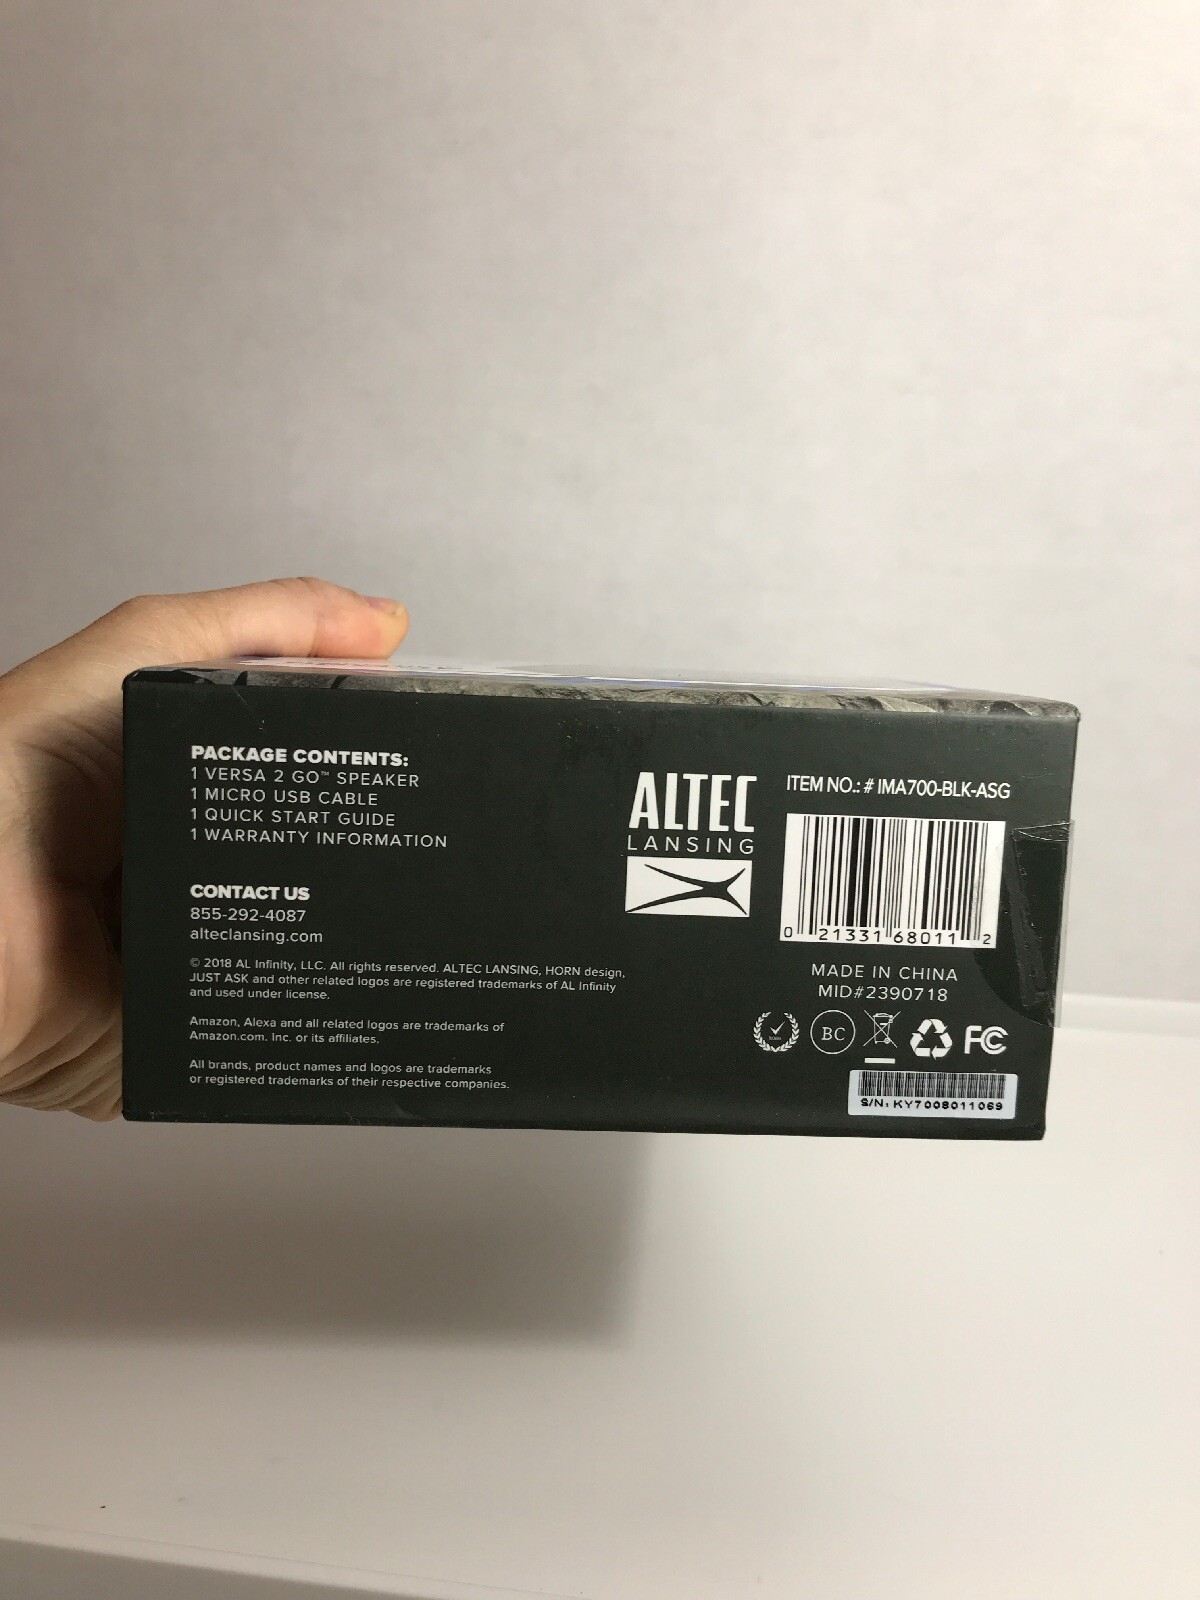 PACKAGE CONTENTS:
1 VERSA 2 GO™ SPEAKER
1 MICRO USB CABLE
1 QUICK START GUIDE
1 WARRANTY INFORMATION
CONTACT US
855-292-4087
alteclansing.com
© 2018 AL Infinity, LLC. All rights reserved. ALTEC LANSING, HORN design,
JUST ASK and other related logos are registered trademarks of AL Infinity
and used under license.
Amazon, Alexa and all related logos are trademarks of
Amazon.com. Inc. or its affiliates.
All brands, product names and logos are trademarks
or registered trademarks of their respective companies.
ALTEC
LANSING
ITEM NO.: # IMA700-BLK-ASG
0 21331 68011 2
MADE IN CHINA
MID#2390718
BC
FC
S/N: KY7008011069